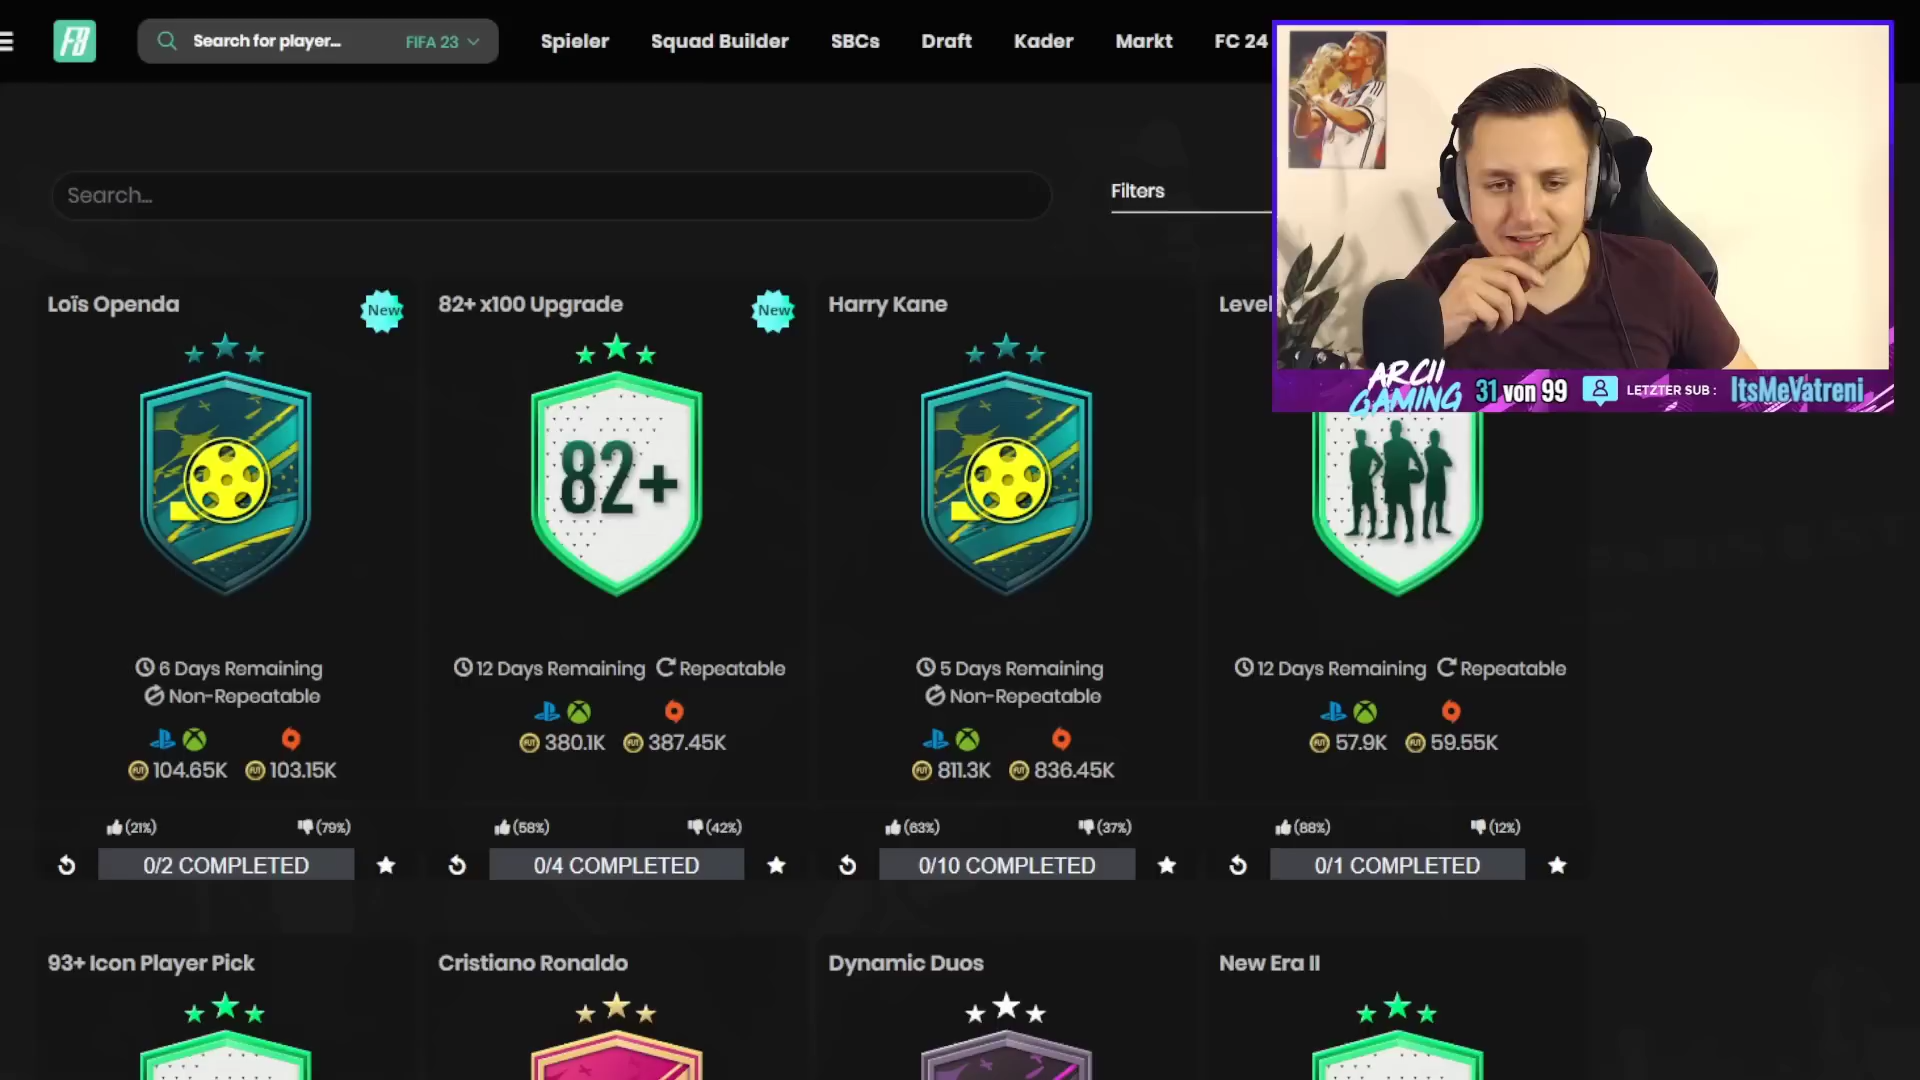 FB
Search for player...
FIFA 23
Spieler
Squad Builder
SBCs
Draft
Kader
Markt
FC 24
Search...
Filters
Loïs Openda
New
82+ x100 Upgrade
New
Harry Kane
Level
82+
6 Days Remaining
Non-Repeatable
104.65K
103.15K
(21%)
(79%)
0/2 COMPLETED
12 Days Remaining
Repeatable
380.1K
387.45K
(58%)
(42%)
0/4 COMPLETED
5 Days Remaining
Non-Repeatable
811.3K
836.45K
(63%)
(37%)
0/10 COMPLETED
12 Days Remaining
Repeatable
57.9K
59.55K
(88%)
(12%)
0/1 COMPLETED
93+ Icon Player Pick
Cristiano Ronaldo
Dynamic Duos
New Era II
ARCII
GAMING
31 von 99
LETZTER SUB :
ItsMeVatreni